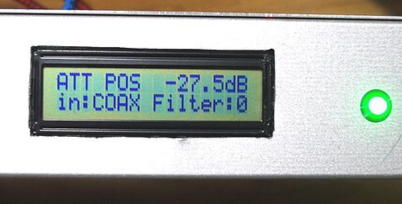 ATT POS -27.5dB
in:COAX Filter:0